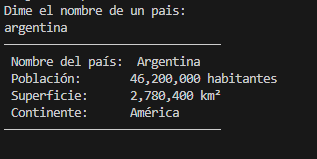 Dime el nombre de un pais:
argentina
Nombre del país: Argentina
Población: 46,200,000 habitantes
Superficie: 2,780,400 km²
Continente: América